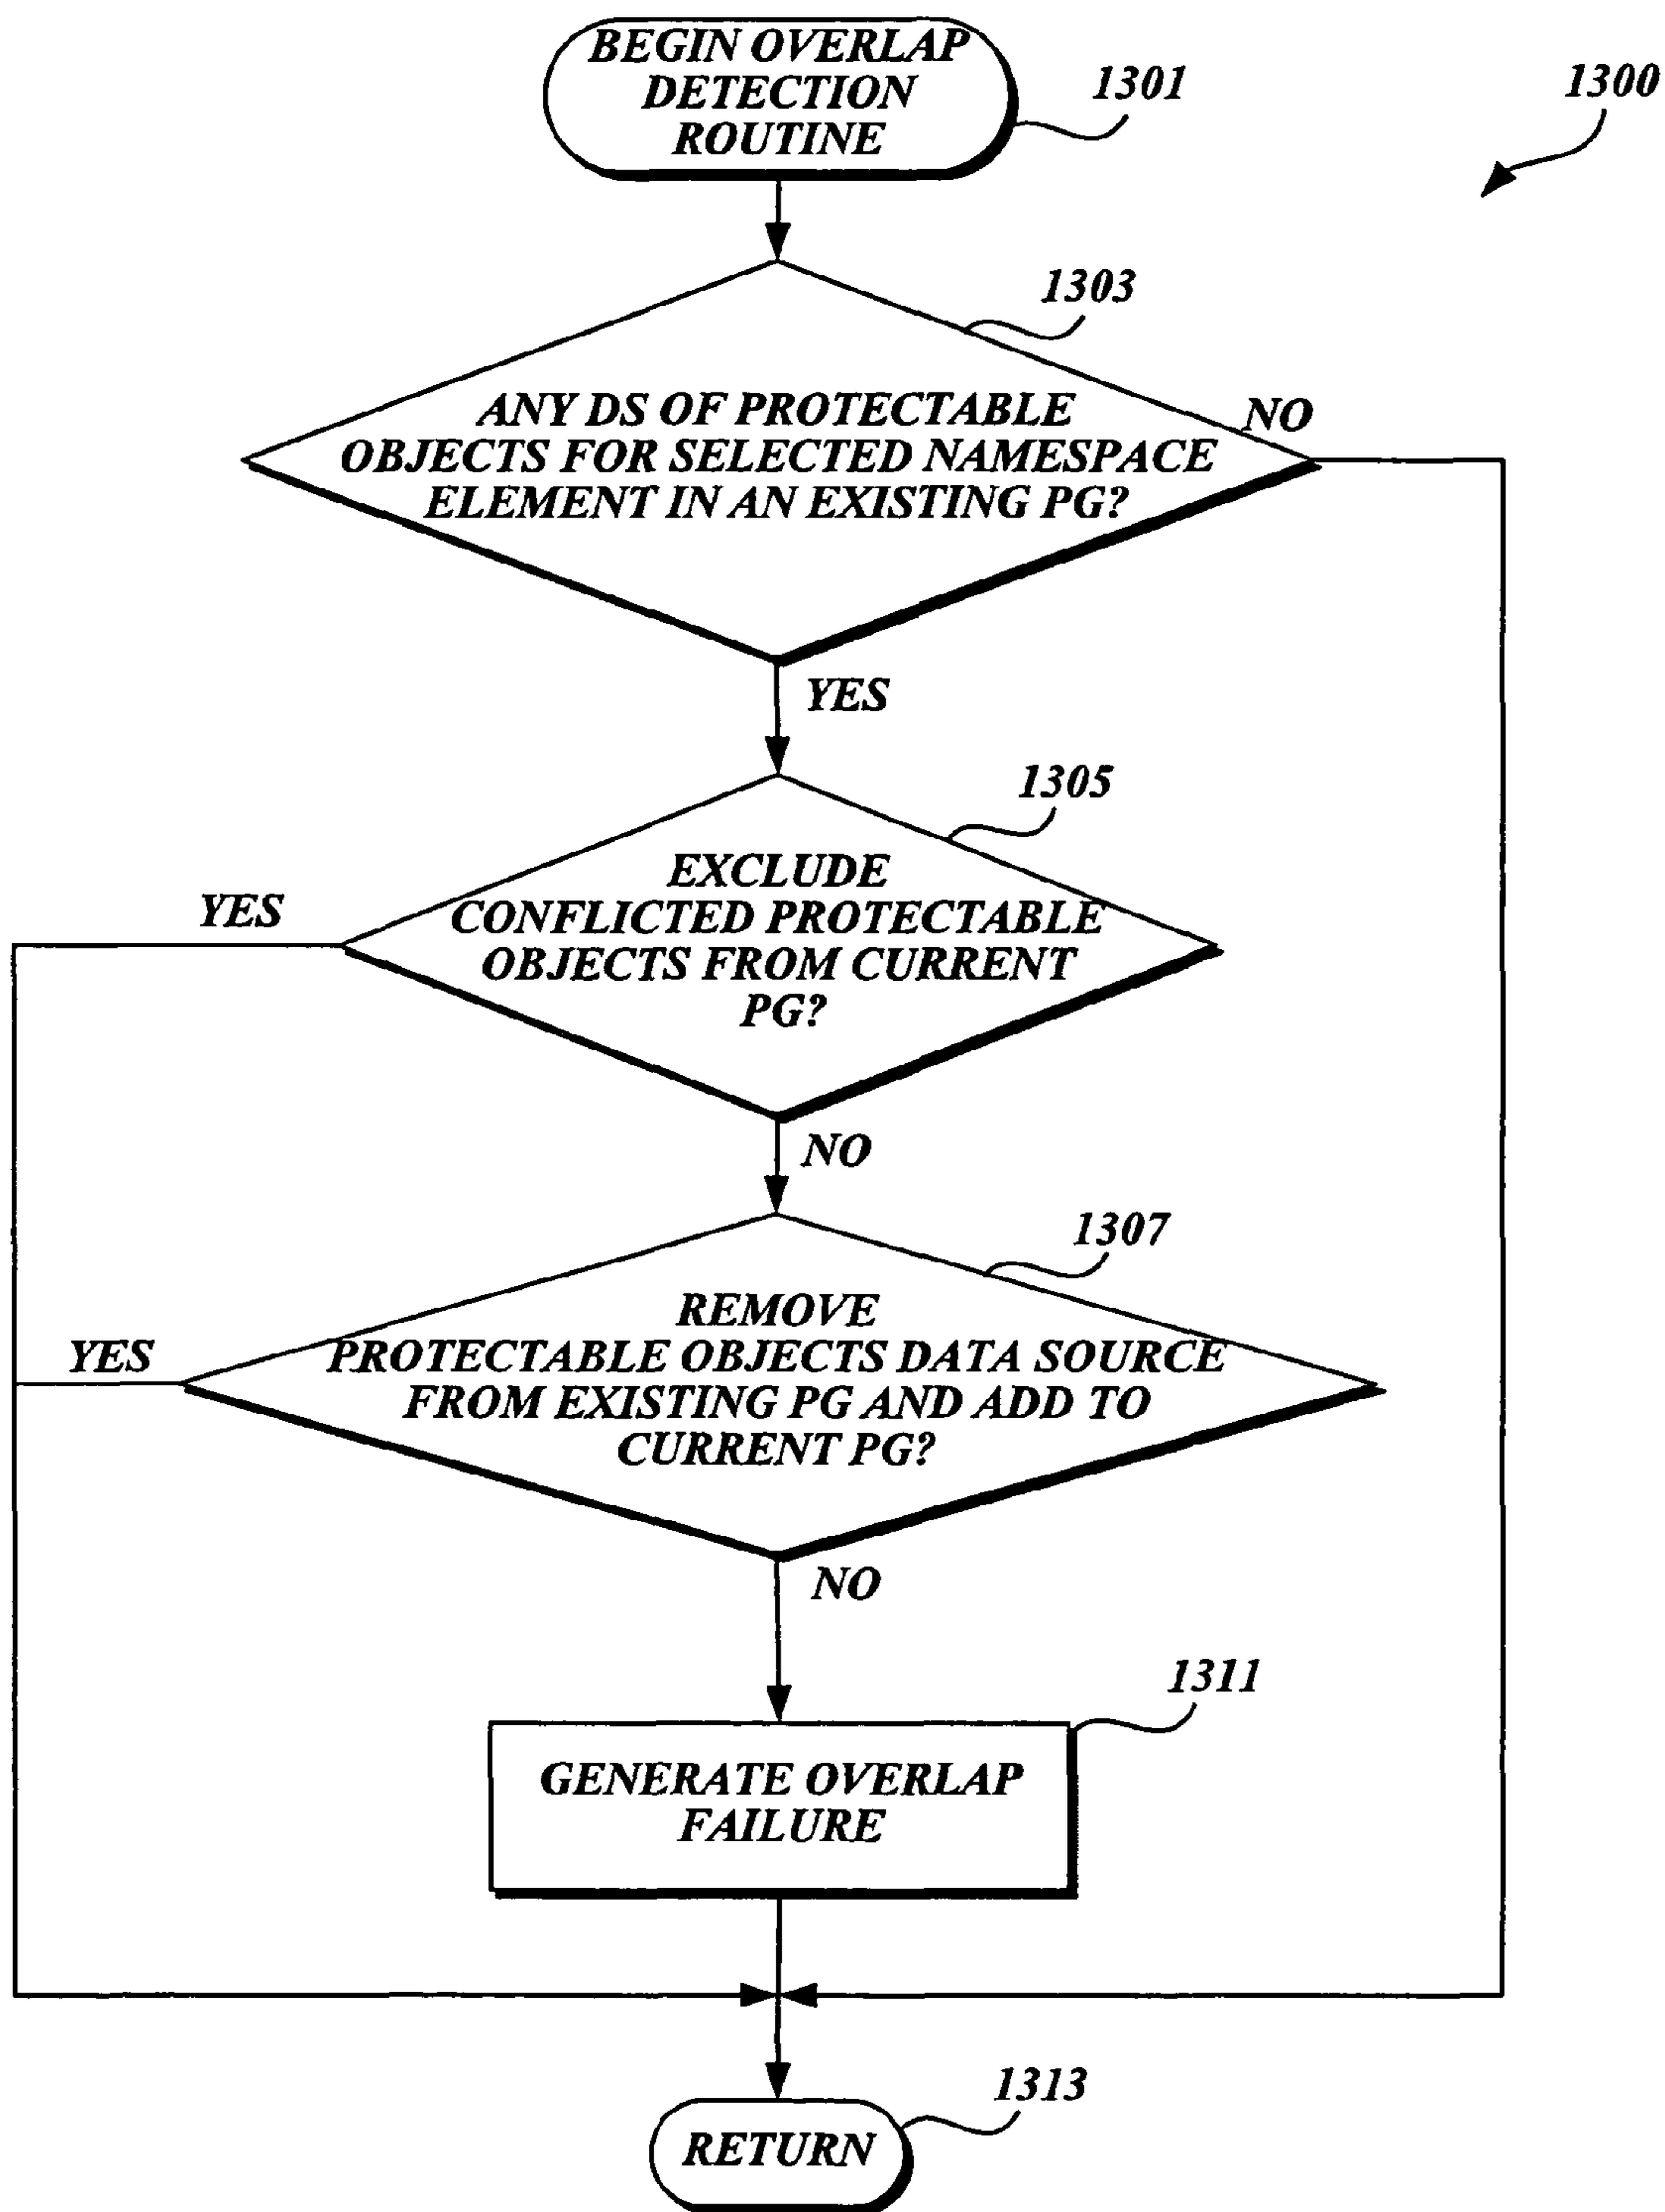 BEGIN OVERLAP
DETECTION
ROUTINE
1301
1300
1303
ANY DS OF PROTECTABLE
OBJECTS FOR SELECTED NAMESPACE
ELEMENT IN AN EXISTING PG?
NO
YES
1305
EXCLUDE
CONFLICTED PROTECTABLE
OBJECTS FROM CURRENT
PG?
YES
NO
1307
REMOVE
PROTECTABLE OBJECTS DATA SOURCE
FROM EXISTING PG AND ADD TO
CURRENT PG?
YES
NO
1311
GENERATE OVERLAP
FAILURE
1313
RETURN